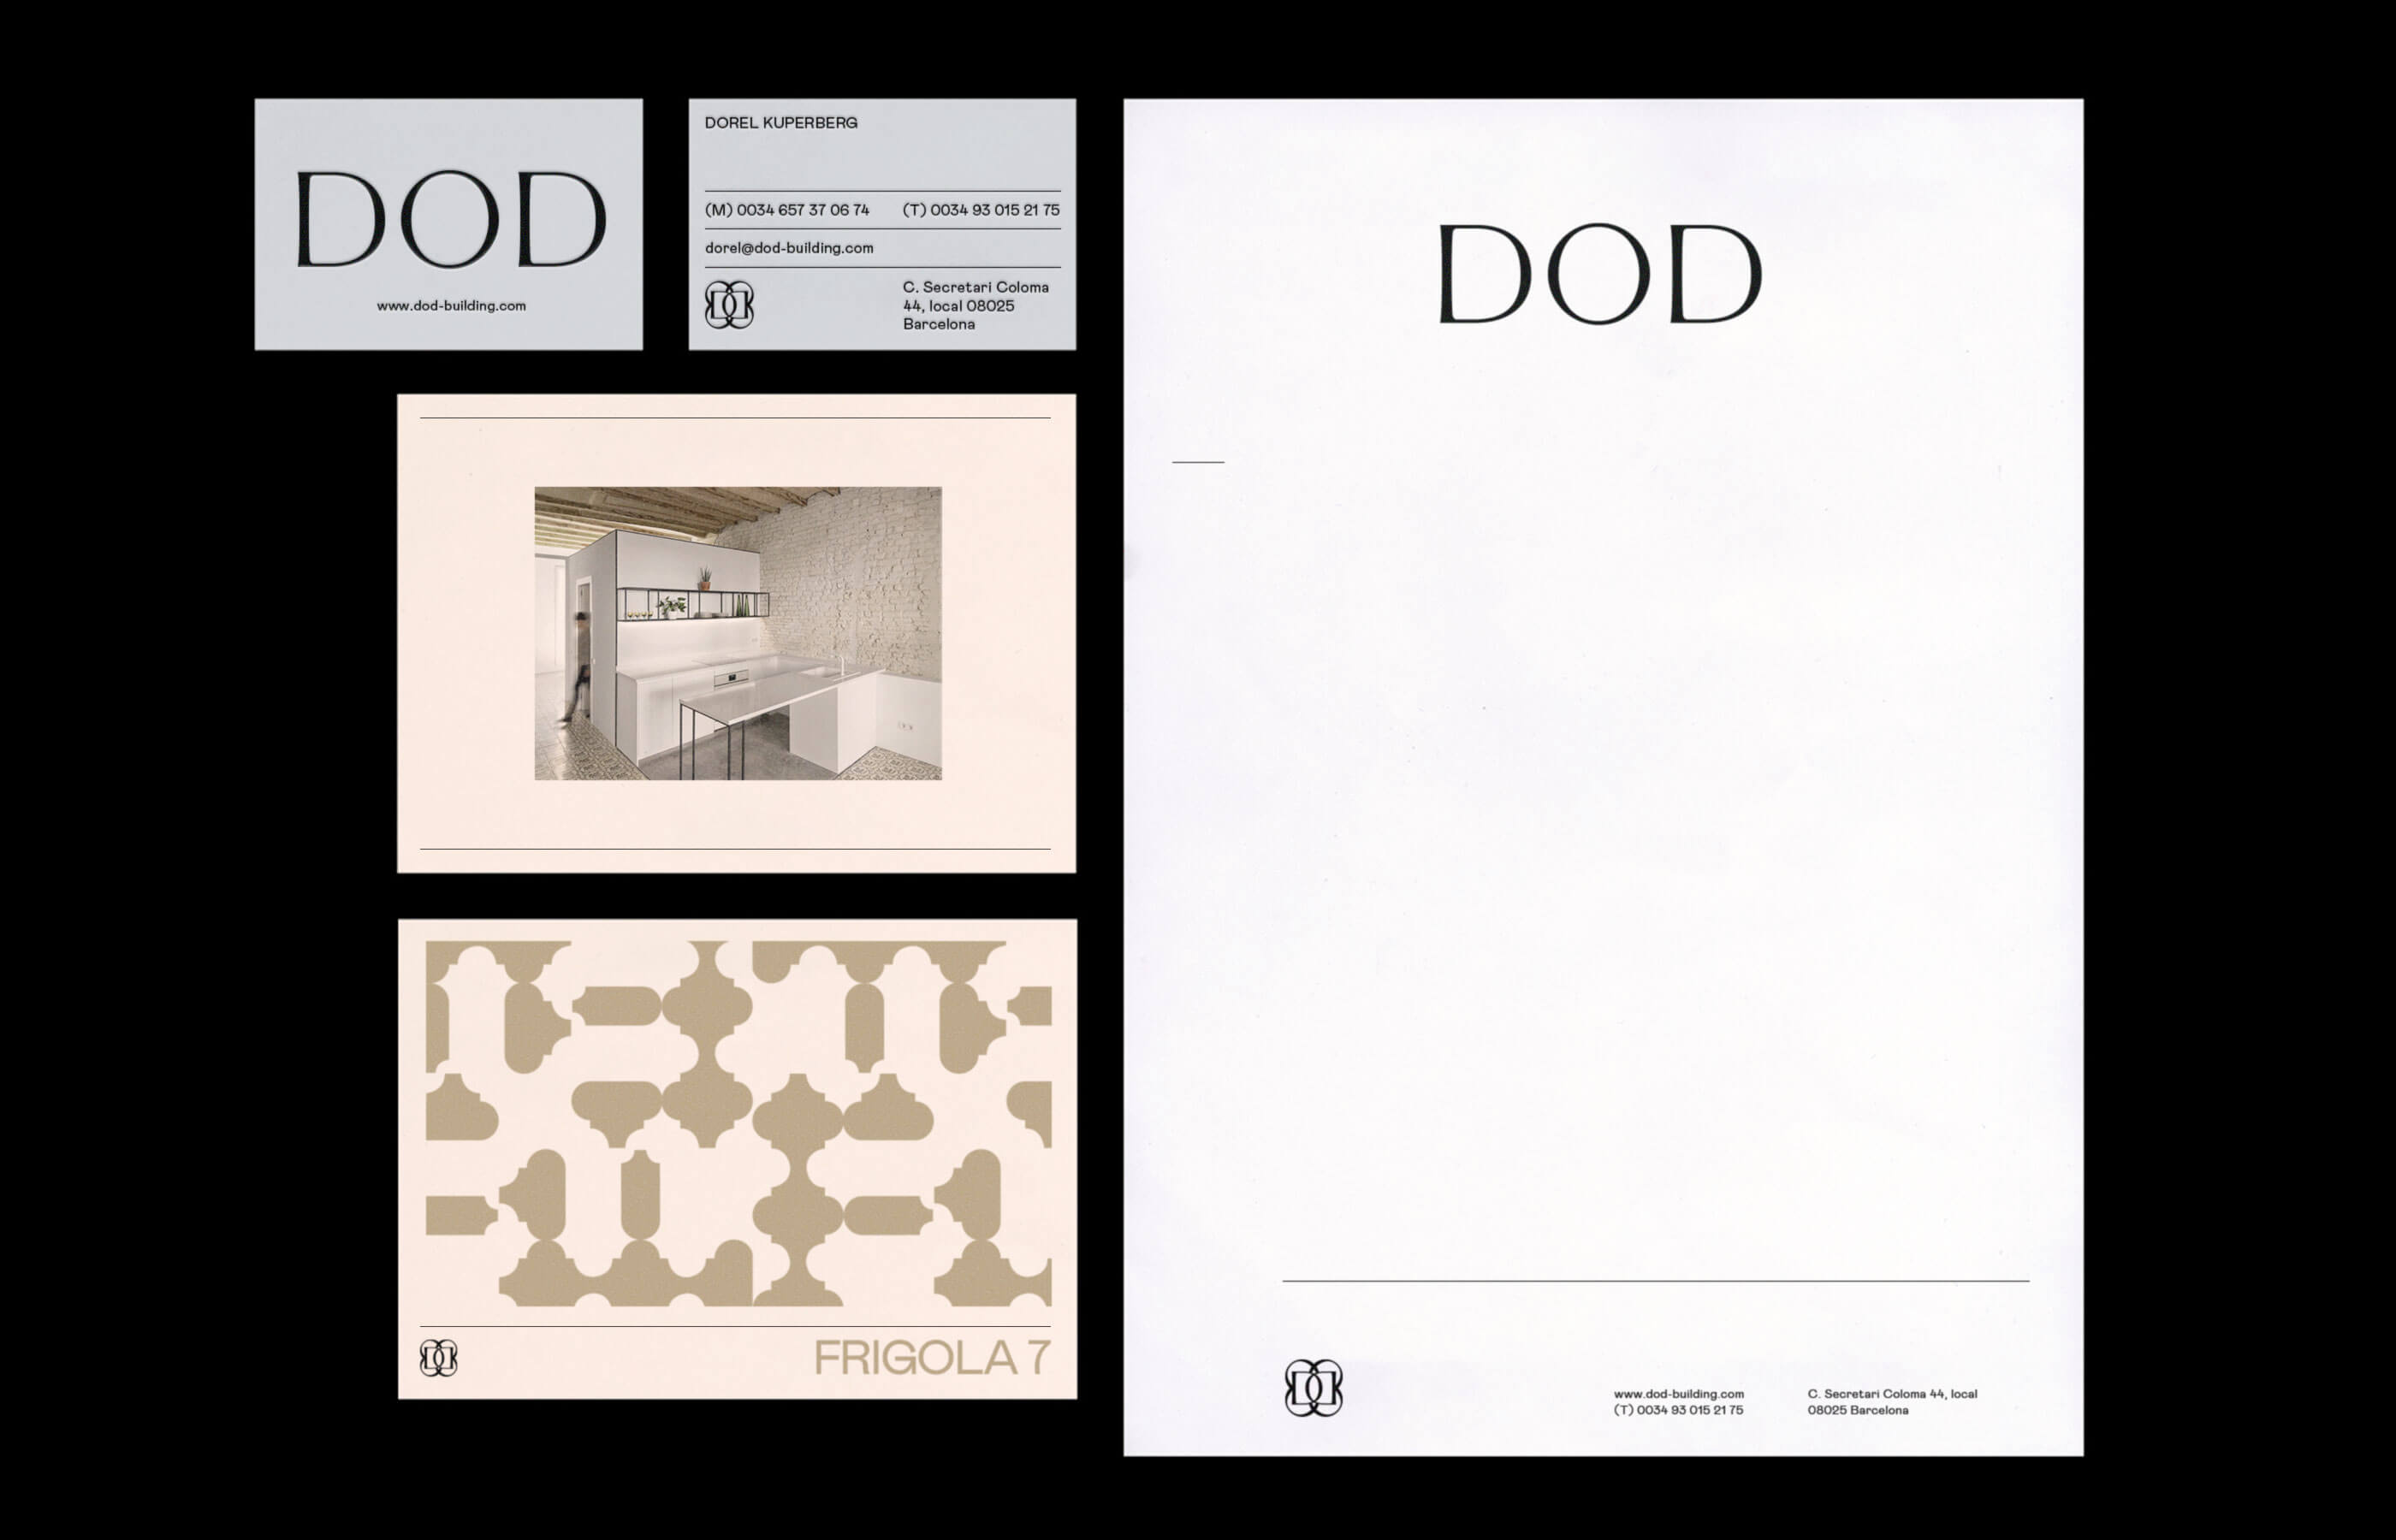 DOD
www.dod-building.com
DOREL KUPERBERG
(M) 0034 657 37 06 74 (T) 0034 93 015 21 75
dorel@dod-building.com
C. Secretari Coloma
44, local 08025
Barcelona
FRIGOLA 7
DOD
www.dod-building.com
(T) 0034 93 015 21 75
C. Secretari Coloma 44, local
08025 Barcelona